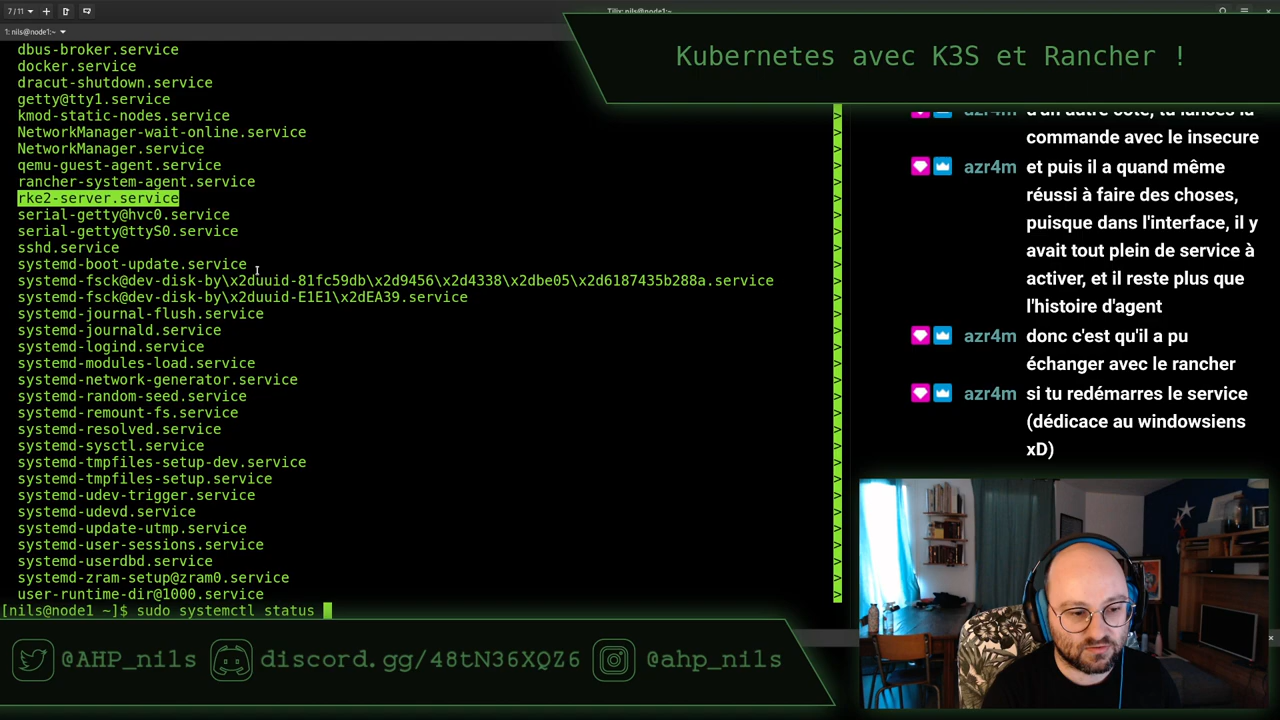 7 / 11
Tilix: nils@node1:~
1: nils@node1:~
Kubernetes avec K3S et Rancher !
dbus-broker.service
docker.service
dracut-shutdown.service
getty@tty1.service
kmod-static-nodes.service
NetworkManager-wait-online.service
NetworkManager.service
qemu-guest-agent.service
rancher-system-agent.service
rke2-server.service
serial-getty@hvc0.service
serial-getty@ttyS0.service
sshd.service
systemd-boot-update.service
systemd-fsck@dev-disk-by\x2duuid-81fc59db\x2d9456\x2d4338\x2dbe05\x2d6187435b288a.service
systemd-fsck@dev-disk-by\x2duuid-E1E1\x2dEA39.service
systemd-journal-flush.service
systemd-journald.service
systemd-logind.service
systemd-modules-load.service
systemd-network-generator.service
systemd-random-seed.service
systemd-remount-fs.service
systemd-resolved.service
systemd-sysctl.service
systemd-tmpfiles-setup-dev.service
systemd-tmpfiles-setup.service
systemd-udev-trigger.service
systemd-udevd.service
systemd-update-utmp.service
systemd-user-sessions.service
systemd-userdbd.service
systemd-zram-setup@zram0.service
user-runtime-dir@1000.service
[nils@node1 ~]$ sudo systemctl status
azr4m d'un autre côté, tu lances la
commande avec le insecure
azr4m et puis il a quand même
réussi à faire des choses,
puisque dans l'interface, il y
avait tout plein de service à
activer, et il reste plus que
l'histoire d'agent
azr4m donc c'est qu'il a pu
échanger avec le rancher
azr4m si tu redémarres le service
(dédicace au windowsiens
xD)
@AHP_nils
discord.gg/48tN36XQZ6
@ahp_nils